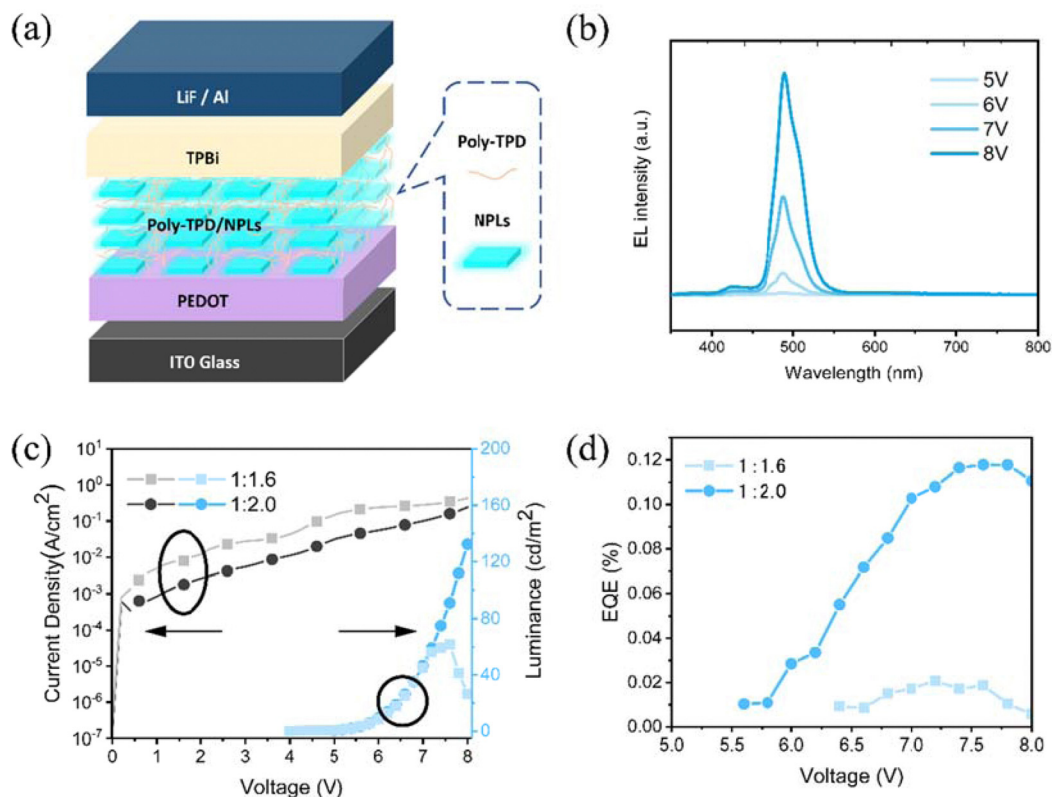 (a)
LiF / Al
TPBi
Poly-TPD/NPLs
PEDOT
ITO Glass
Poly-TPD
NPLs
(b)
EL intensity (a.u.)
5V
6V
7V
8V
400 500 600 700 800
Wavelength (nm)
(c)
Current Density(A/cm²)
10¹
10⁰
10⁻¹
10⁻²
10⁻³
10⁻⁴
10⁻⁵
10⁻⁶
10⁻⁷
1:1.6
1:2.0
200
160
120
80
40
0
Luminance (cd/m²)
0 1 2 3 4 5 6 7 8
Voltage (V)
(d)
EQE (%)
0.12
0.10
0.08
0.06
0.04
0.02
0.00
1:1.6
1:2.0
5.0 5.5 6.0 6.5 7.0 7.5 8.0
Voltage (V)